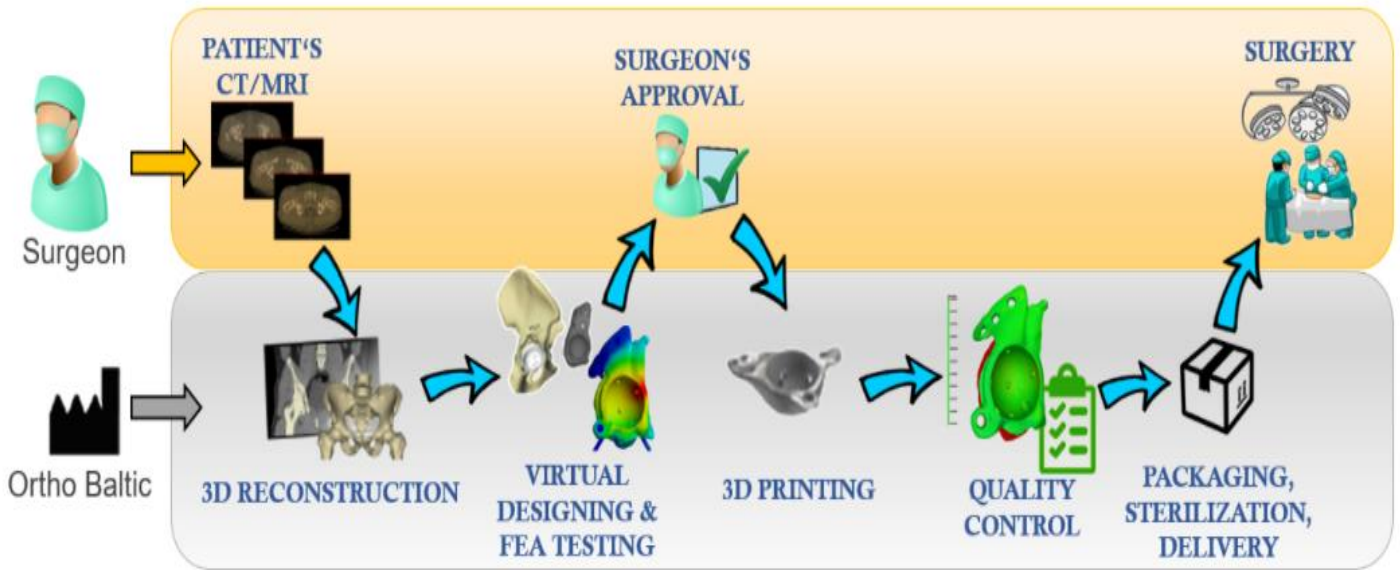 PATIENT‘S
CT/MRI
SURGEON‘S
APPROVAL
SURGERY
Surgeon
Ortho Baltic
3D RECONSTRUCTION
VIRTUAL
DESIGNING &
FEA TESTING
3D PRINTING
QUALITY
CONTROL
PACKAGING,
STERILIZATION,
DELIVERY